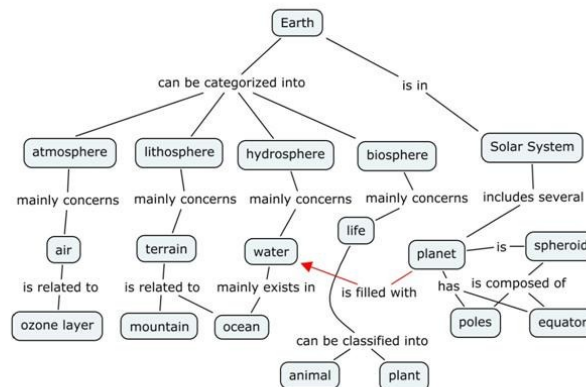 Earth
can be categorized into
is in
atmosphere
lithosphere
hydrosphere
biosphere
Solar System
mainly concerns
mainly concerns
mainly concerns
mainly concerns
includes several
air
terrain
water
life
planet
is
spheroid
is related to
is related to
mainly exists in
is filled with
has
is composed of
ozone layer
mountain
ocean
poles
equator
can be classified into
animal
plant